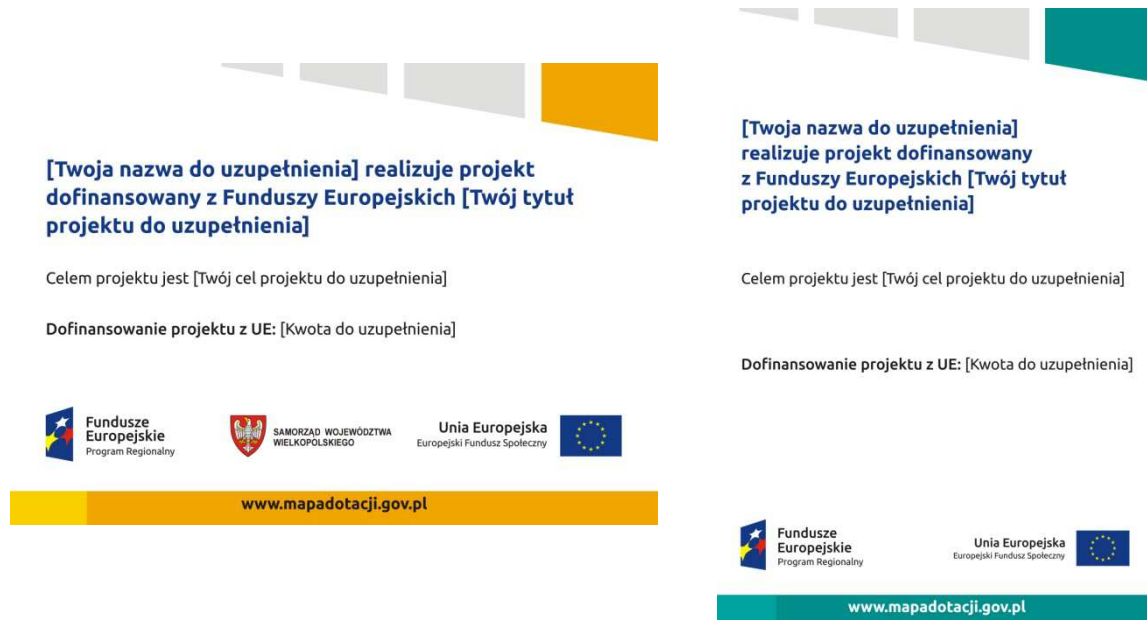 [Twoja nazwa do uzupełnienia] realizuje projekt
dofinansowany z Funduszy Europejskich [Twój tytuł
projektu do uzupełnienia]
Celem projektu jest [Twój cel projektu do uzupełnienia]
Dofinansowanie projektu z UE: [Kwota do uzupełnienia]
Fundusze
Europejskie
Program Regionalny
SAMORZĄD WOJEWÓDZTWA
WIELKOPOLSKIEGO
Unia Europejska
Europejski Fundusz Społeczny
www.mapadotacji.gov.pl
[Twoja nazwa do uzupełnienia]
realizuje projekt dofinansowany
z Funduszy Europejskich [Twój tytuł
projektu do uzupełnienia]
Celem projektu jest [Twój cel projektu do uzupełnienia]
Dofinansowanie projektu z UE: [Kwota do uzupełnienia]
Fundusze
Europejskie
Program Regionalny
Unia Europejska
Europejski Fundusz Społeczny
www.mapadotacji.gov.pl